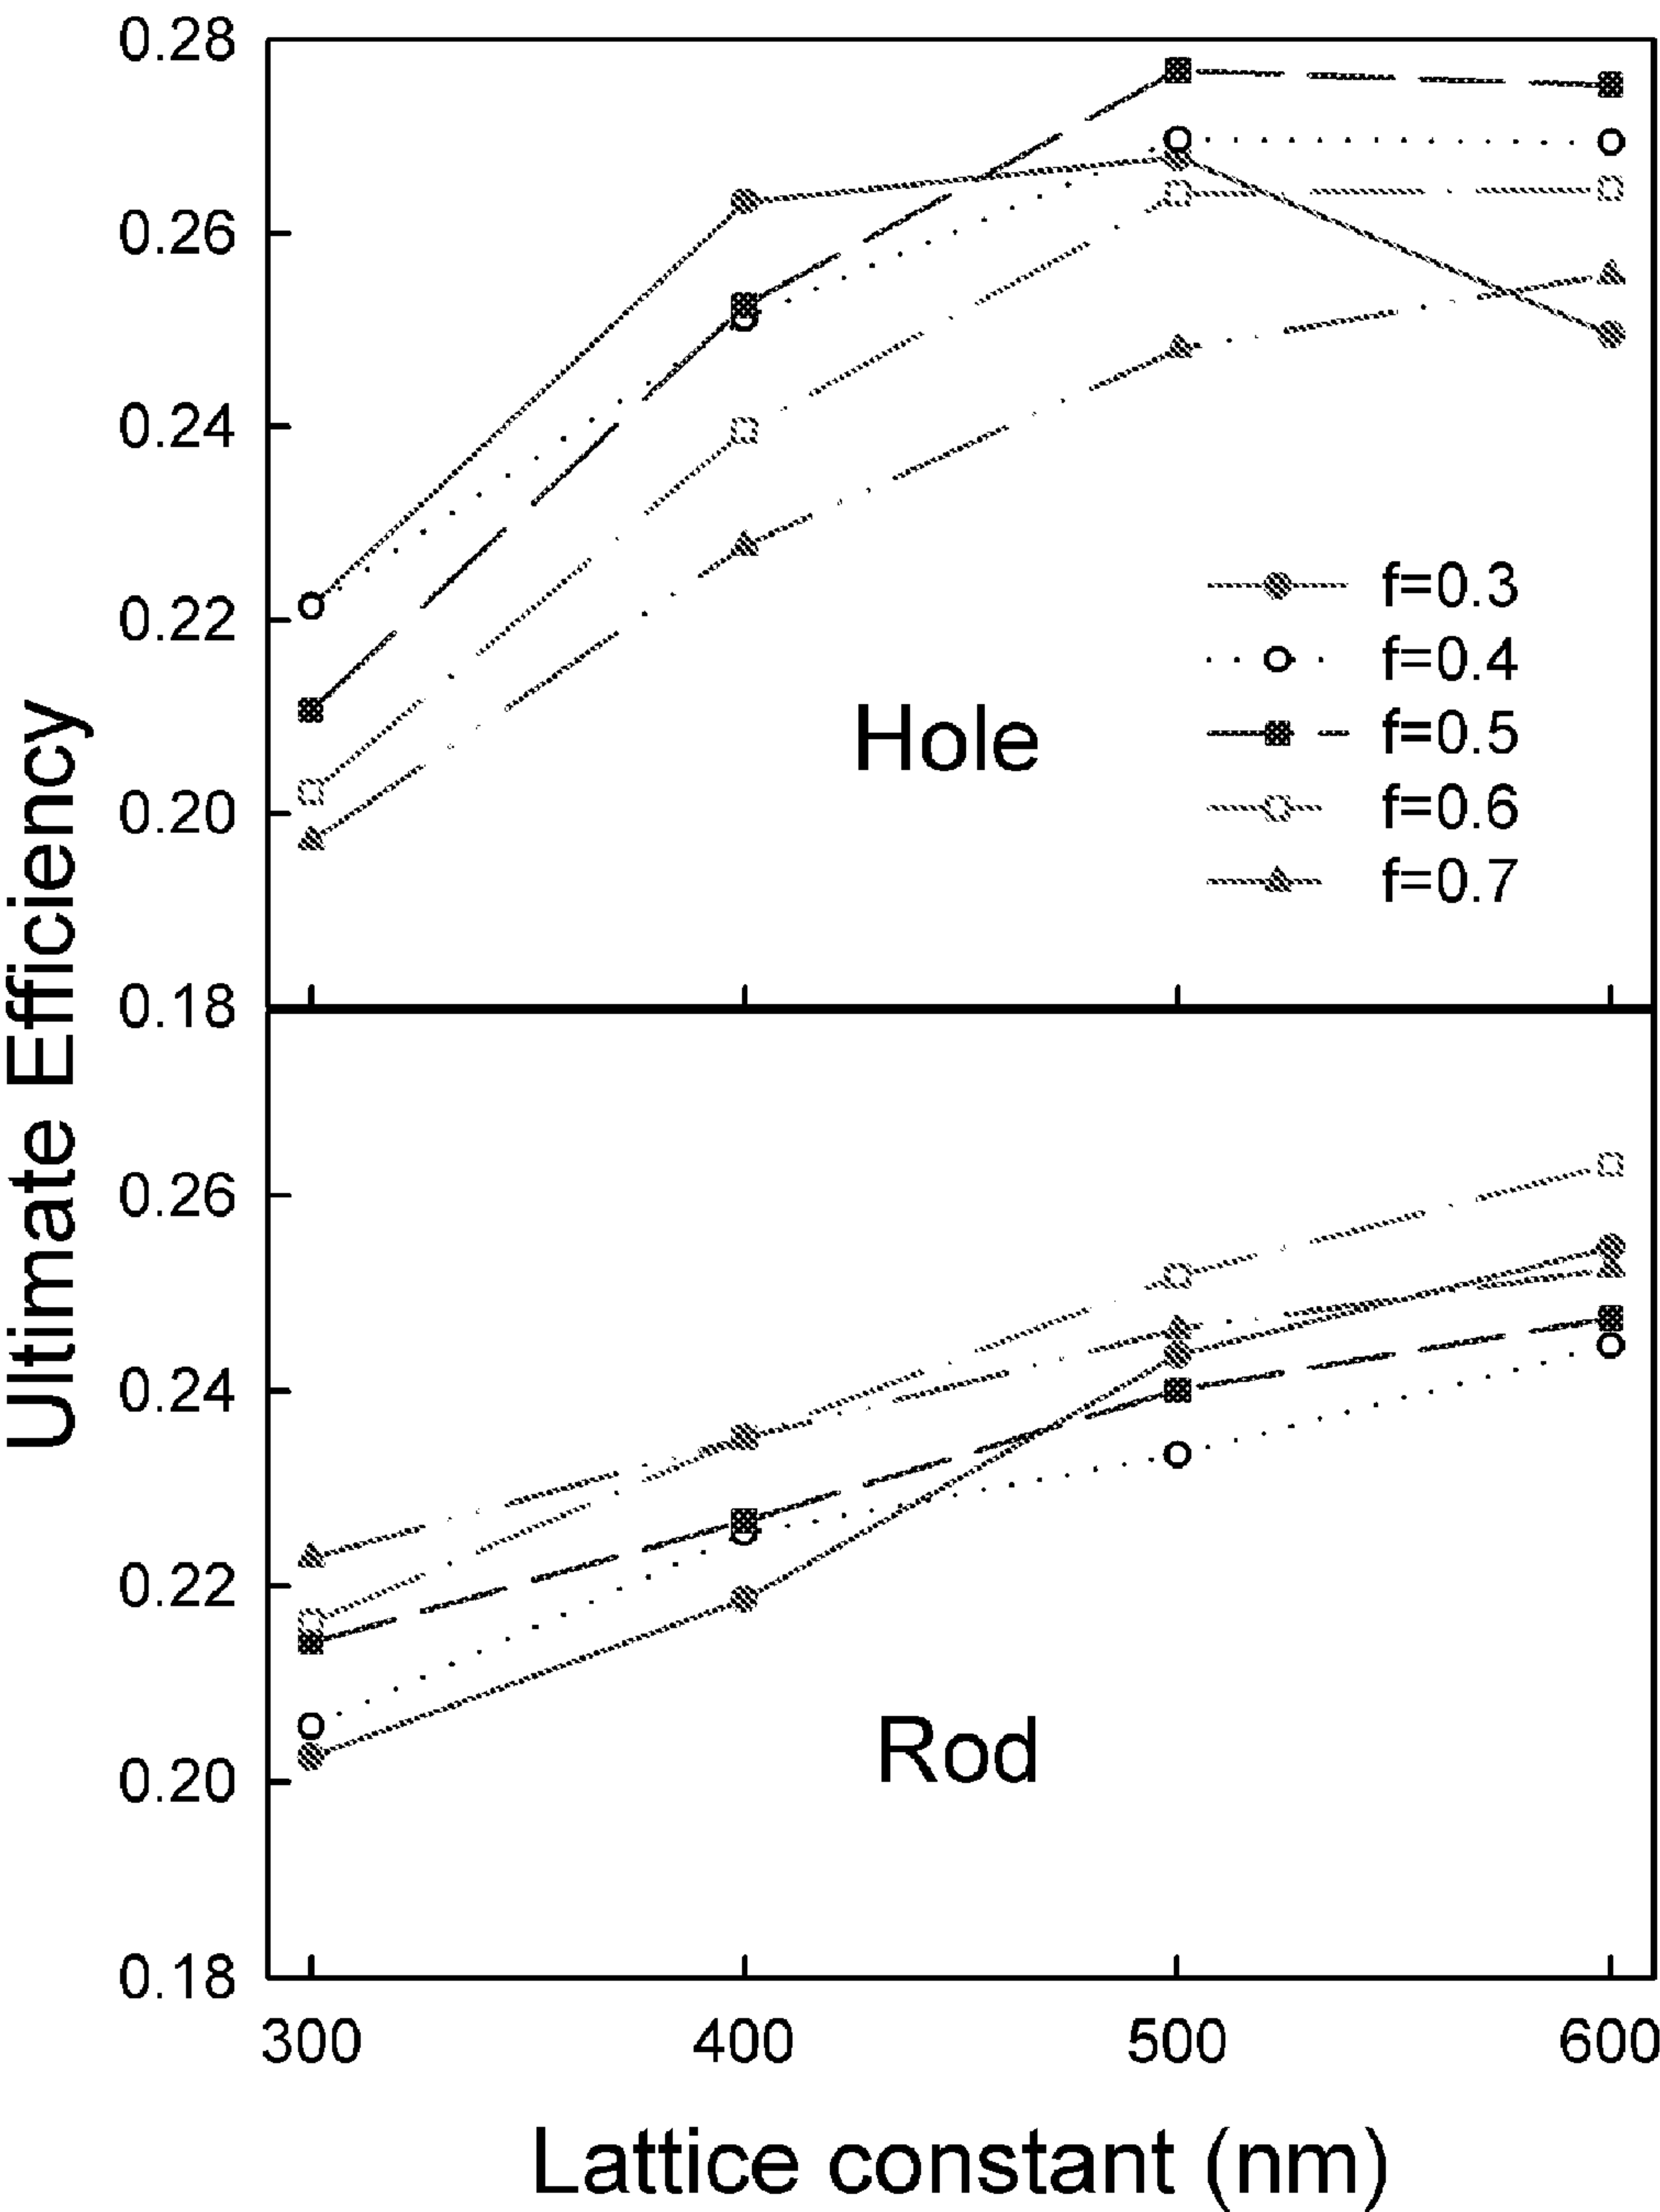 Ultimate Efficiency
0.28
0.26
0.24
0.22
0.20
0.18
f=0.3
f=0.4
f=0.5
f=0.6
f=0.7
Hole
0.26
0.24
0.22
0.20
0.18
Rod
300 400 500 600
Lattice constant (nm)